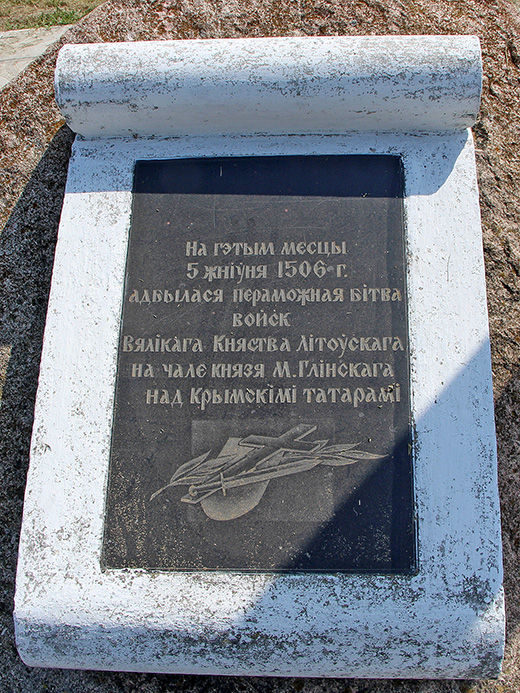 На гэтым месцы
5 жніўня 1506 г.
адбылася пераможная бітва
войск
Вялікага Княства Літоўскага
на чале князя М. Глінскага
над Крымскімі татарамі